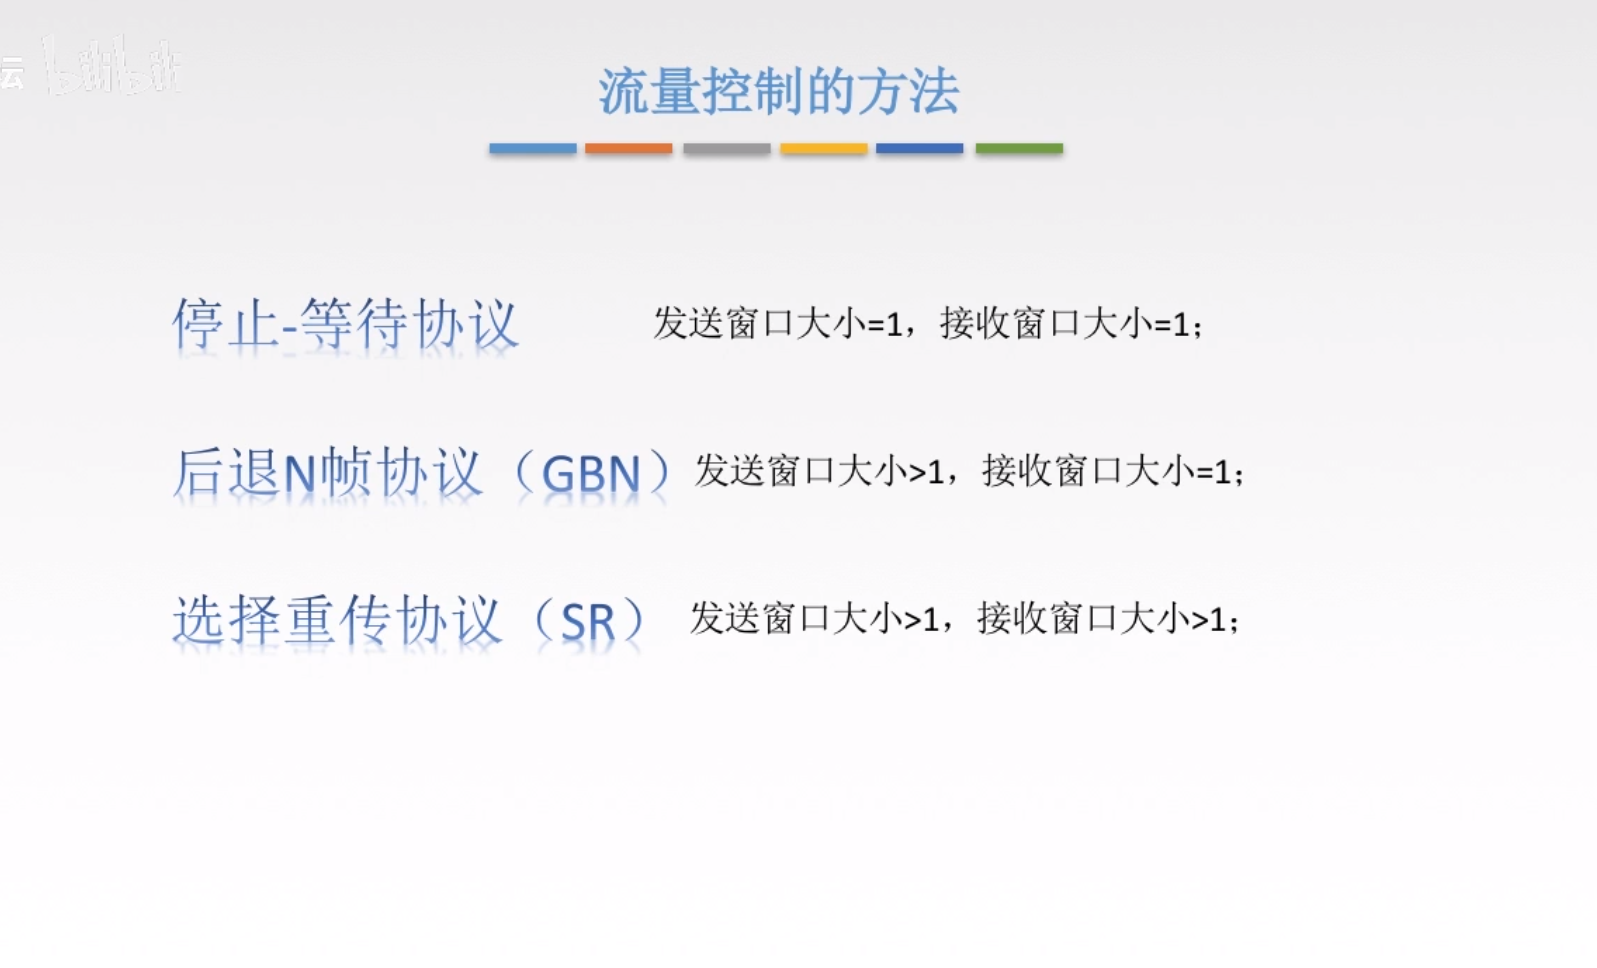 云 bilibili
流量控制的方法
停止-等待协议 发送窗口大小=1，接收窗口大小=1；
后退N帧协议（GBN） 发送窗口大小>1，接收窗口大小=1；
选择重传协议（SR） 发送窗口大小>1，接收窗口大小>1；